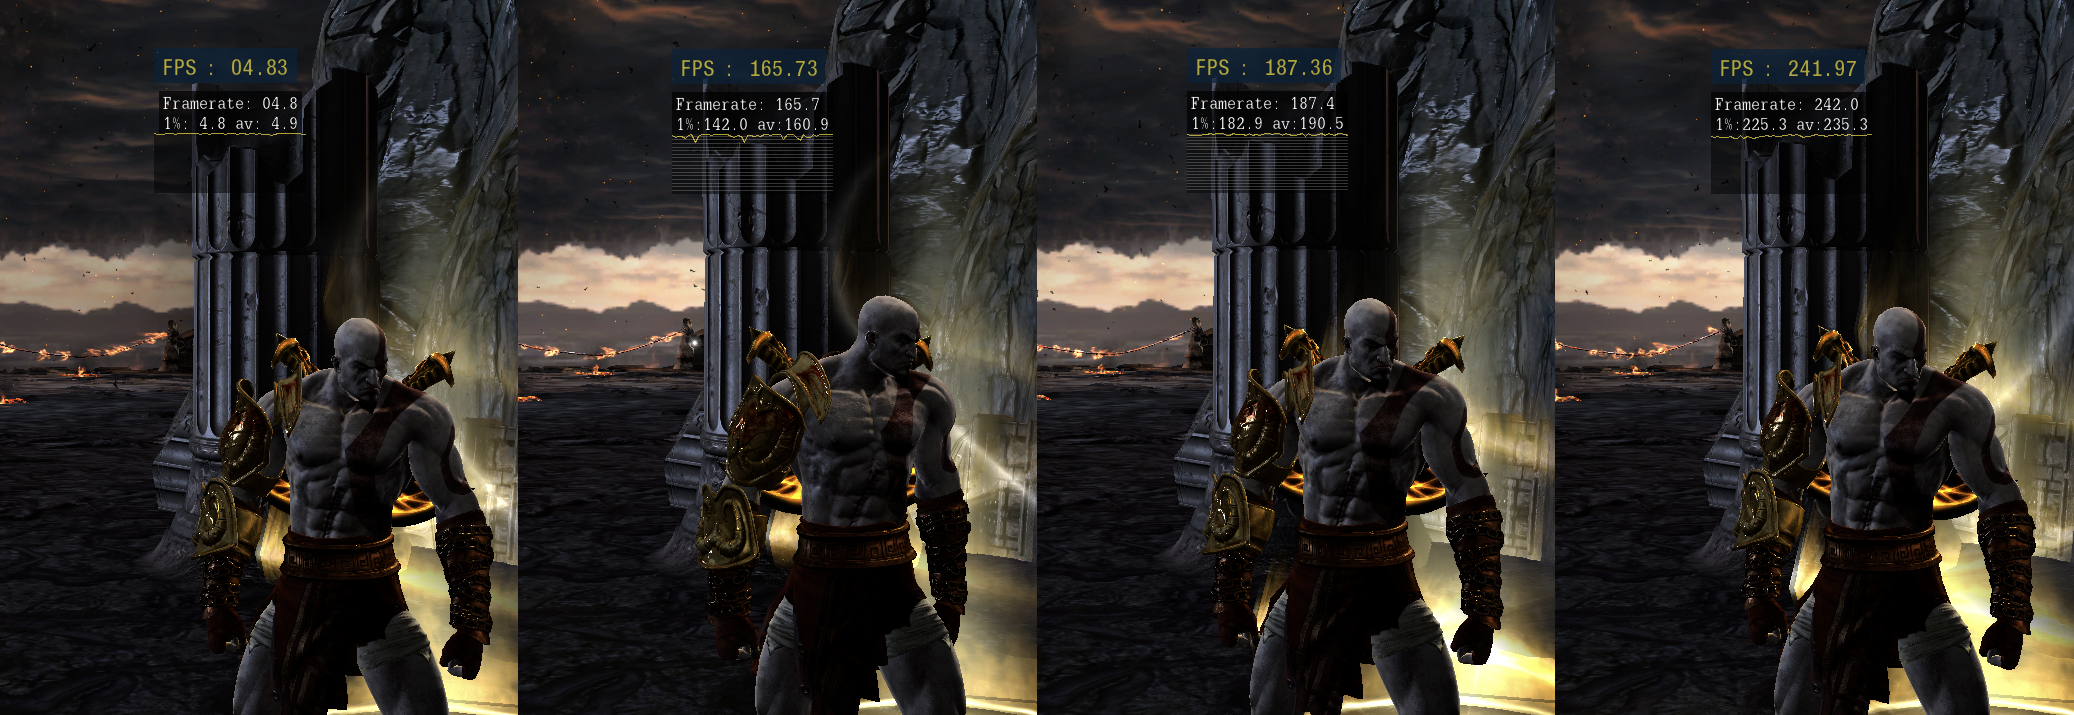 FPS : 04.83
Framerate: 04.8
1%: 4.8 av: 4.9
FPS : 165.73
Framerate: 165.7
1%:142.0 av:160.9
FPS : 187.36
Framerate: 187.4
1%:182.9 av:190.5
FPS : 241.97
Framerate: 242.0
1%:225.3 av:235.3